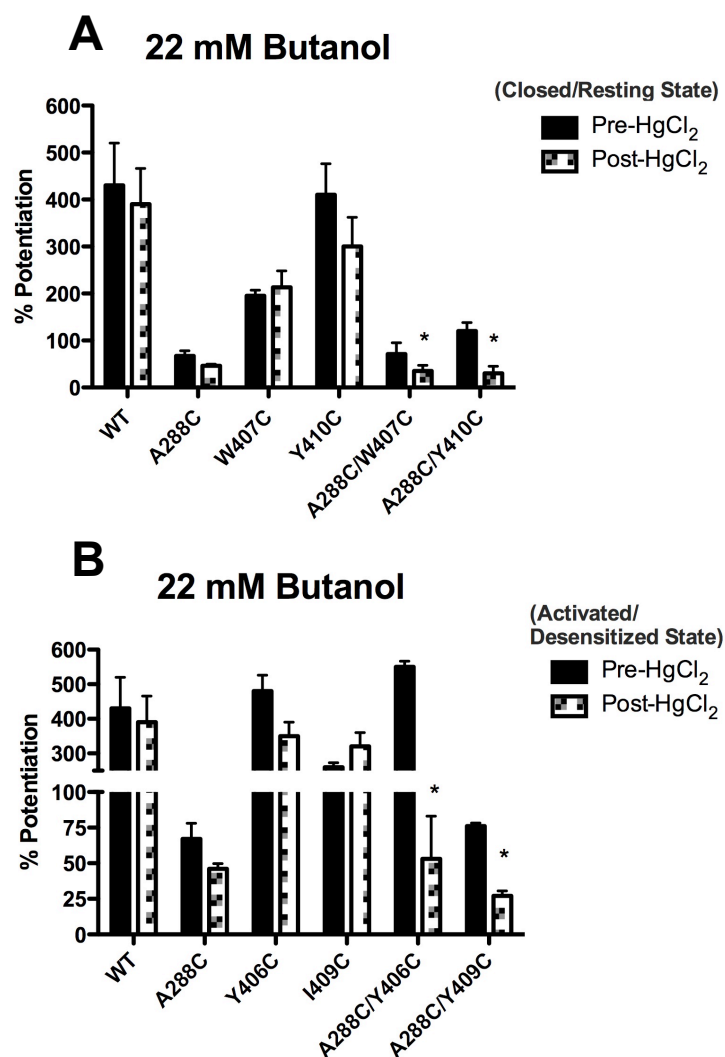 A
22 mM Butanol
(Closed/Resting State)
Pre-HgCl₂
Post-HgCl₂
% Potentiation
600
500
400
300
200
100
0
WT
A288C
W407C
Y410C
A288C/W407C
A288C/Y410C
*
*
B
22 mM Butanol
(Activated/
Desensitized State)
Pre-HgCl₂
Post-HgCl₂
% Potentiation
600
500
400
300
100
75
50
25
0
WT
A288C
Y406C
I409C
A288C/Y406C
A288C/Y409C
*
*